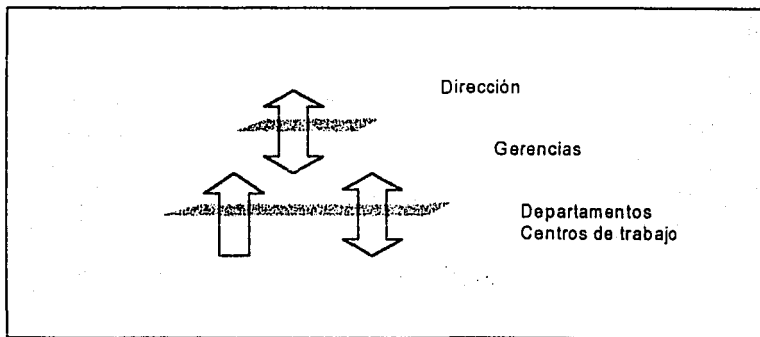 Dirección
Gerencias
Departamentos
Centros de trabajo